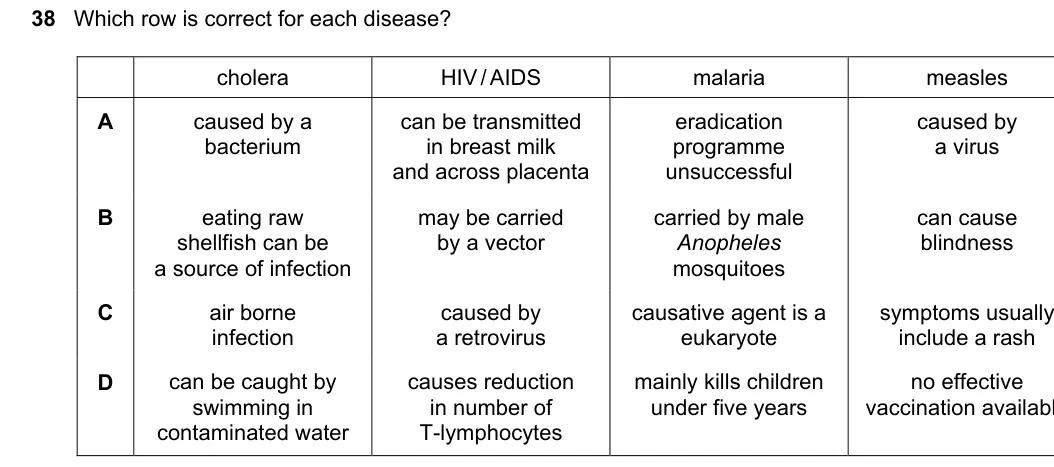 38 Which row is correct for each disease?
cholera HIV / AIDS malaria measles
A caused by a can be transmitted eradication caused by
bacterium in breast milk programme a virus
and across placenta unsuccessful
B eating raw may be carried carried by male can cause
shellfish can be by a vector Anopheles blindness
a source of infection mosquitoes
C air borne caused by causative agent is a symptoms usually
infection a retrovirus eukaryote include a rash
D can be caught by causes reduction mainly kills children no effective
swimming in in number of under five years vaccination availabl
contaminated water T-lymphocytes